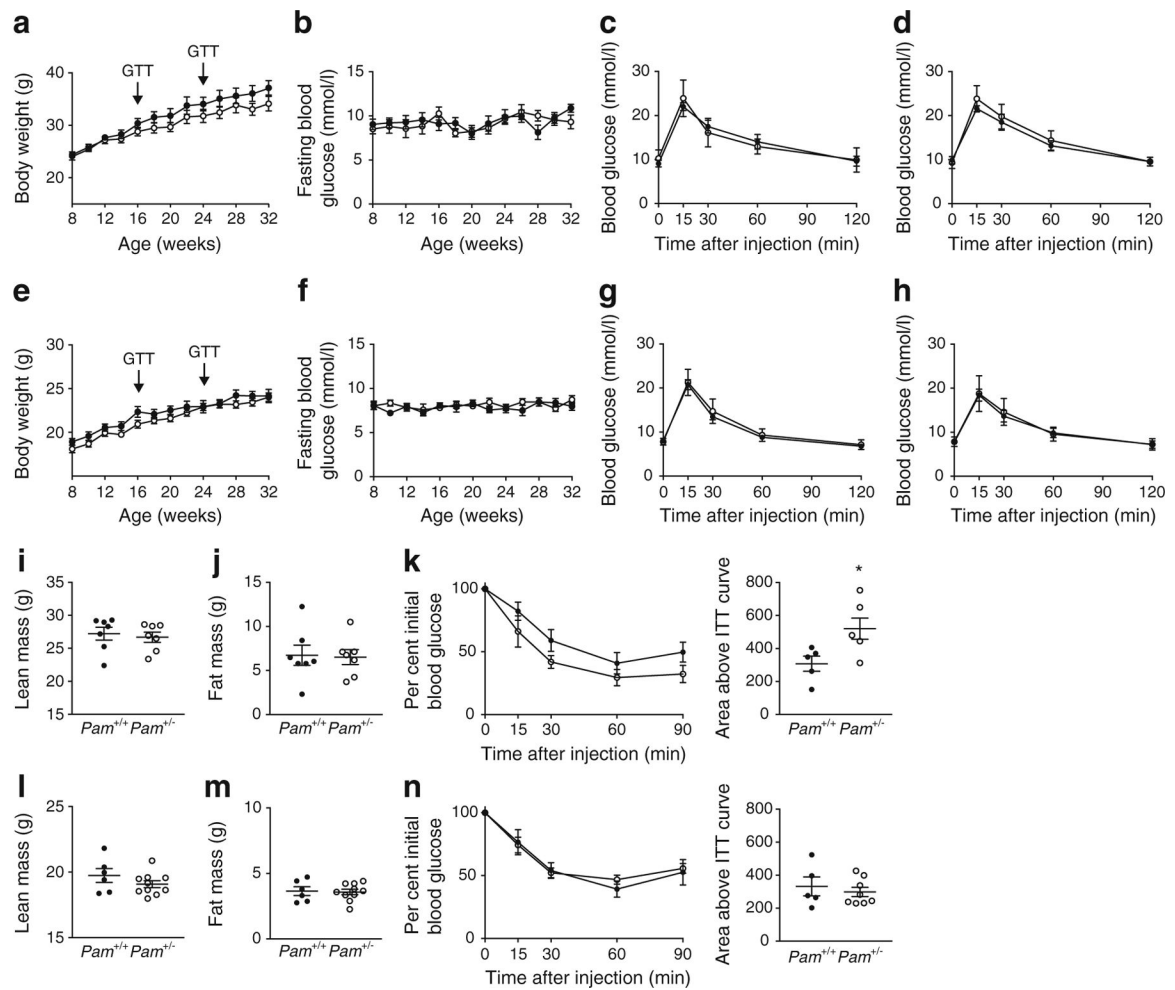 a
GTT
GTT
Body weight (g)
40
30
20
8 12 16 20 24 28 32
Age (weeks)
b
Fasting blood
glucose (mmol/l)
15
10
5
0
8 12 16 20 24 28 32
Age (weeks)
c
Blood glucose (mmol/l)
30
20
10
0
0 15 30 60 90 120
Time after injection (min)
d
Blood glucose (mmol/l)
30
20
10
0
0 15 30 60 90 120
Time after injection (min)
e
GTT
GTT
Body weight (g)
30
25
20
8 12 16 20 24 28 32
Age (weeks)
f
Fasting blood
glucose (mmol/l)
15
10
5
0
8 12 16 20 24 28 32
Age (weeks)
g
Blood glucose (mmol/l)
30
20
10
0
0 15 30 60 90 120
Time after injection (min)
h
Blood glucose (mmol/l)
30
20
10
0
0 15 30 60 90 120
Time after injection (min)
i
Lean mass (g)
35
30
25
20
15
Pam+/+ Pam+/-
j
Fat mass (g)
15
10
5
0
Pam+/+ Pam+/-
k
Per cent initial
blood glucose
100
50
0
0 15 30 60 90
Time after injection (min)
Area above ITT curve
800
600
400
200
0
*
Pam+/+ Pam+/-
l
Lean mass (g)
25
20
15
Pam+/+ Pam+/-
m
Fat mass (g)
10
5
0
Pam+/+ Pam+/-
n
Per cent initial
blood glucose
100
50
0
0 15 30 60 90
Time after injection (min)
Area above ITT curve
800
600
400
200
0
Pam+/+ Pam+/-